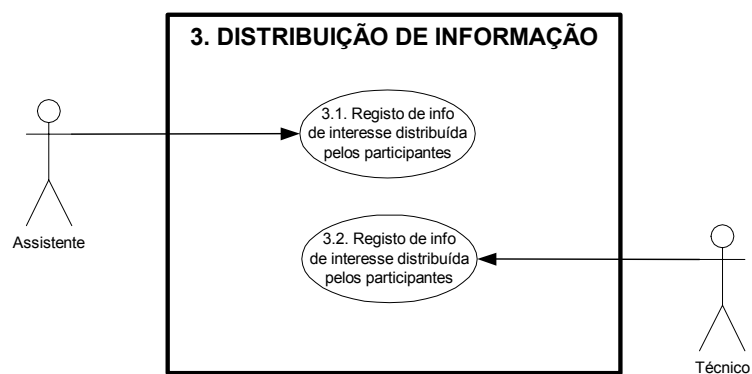 3. DISTRIBUIÇÃO DE INFORMAÇÃO
3.1. Registo de info
de interesse distribuída
pelos participantes
Assistente
3.2. Registo de info
de interesse distribuída
pelos participantes
Técnico